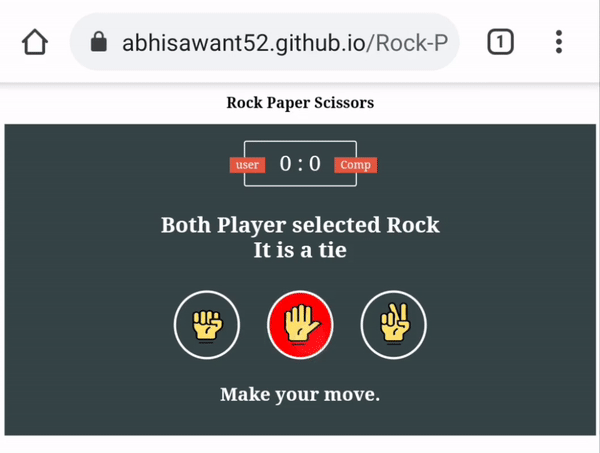 abhisawant52.github.io/Rock-P
1
Rock Paper Scissors
user 0 : 0 Comp
Both Player selected Rock
It is a tie
Make your move.